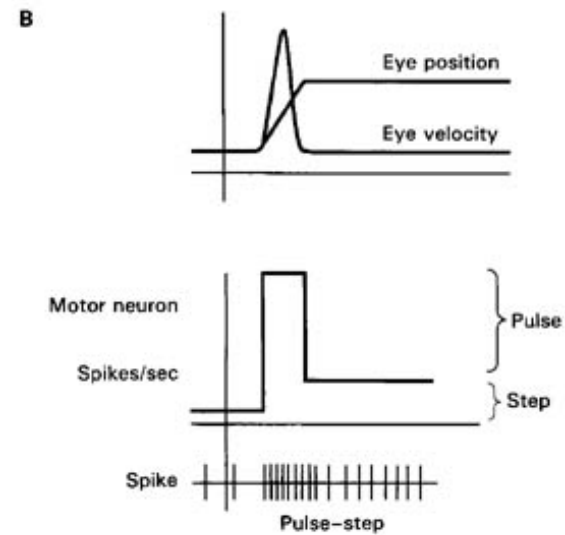 B
Eye position
Eye velocity
Motor neuron
Pulse
Spikes/sec
Step
Spike
Pulse–step